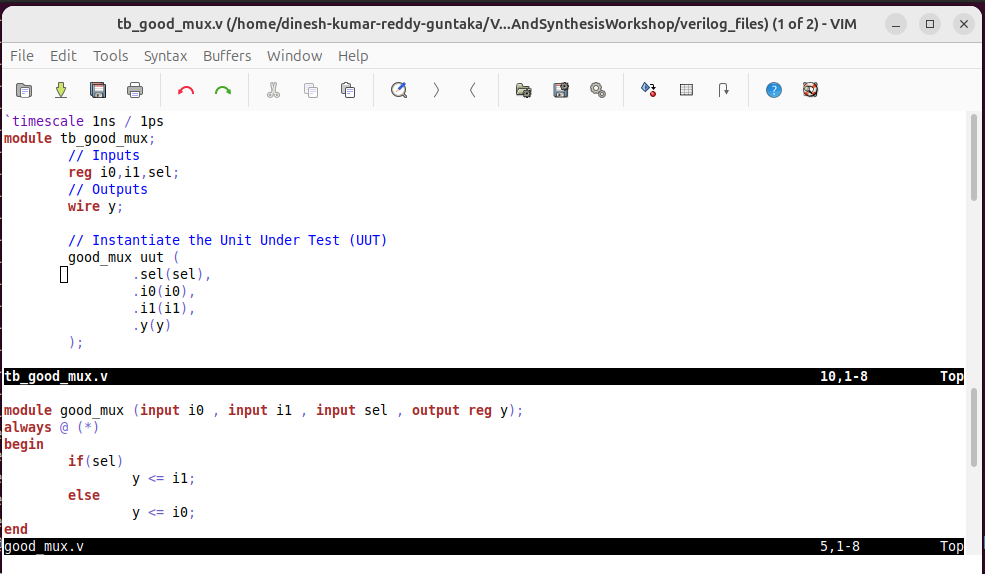 tb_good_mux.v (/home/dinesh-kumar-reddy-guntaka/V...AndSynthesisWorkshop/verilog_files) (1 of 2) - VIM
File Edit Tools Syntax Buffers Window Help
`timescale 1ns / 1ps
module tb_good_mux;
// Inputs
reg i0,i1,sel;
// Outputs
wire y;
// Instantiate the Unit Under Test (UUT)
good_mux uut (
.sel(sel),
.i0(i0),
.i1(i1),
.y(y)
);
tb_good_mux.v 10,1-8 Top
module good_mux (input i0 , input i1 , input sel , output reg y);
always @ (*)
begin
if(sel)
y <= i1;
else
y <= i0;
end
good_mux.v 5,1-8 Top